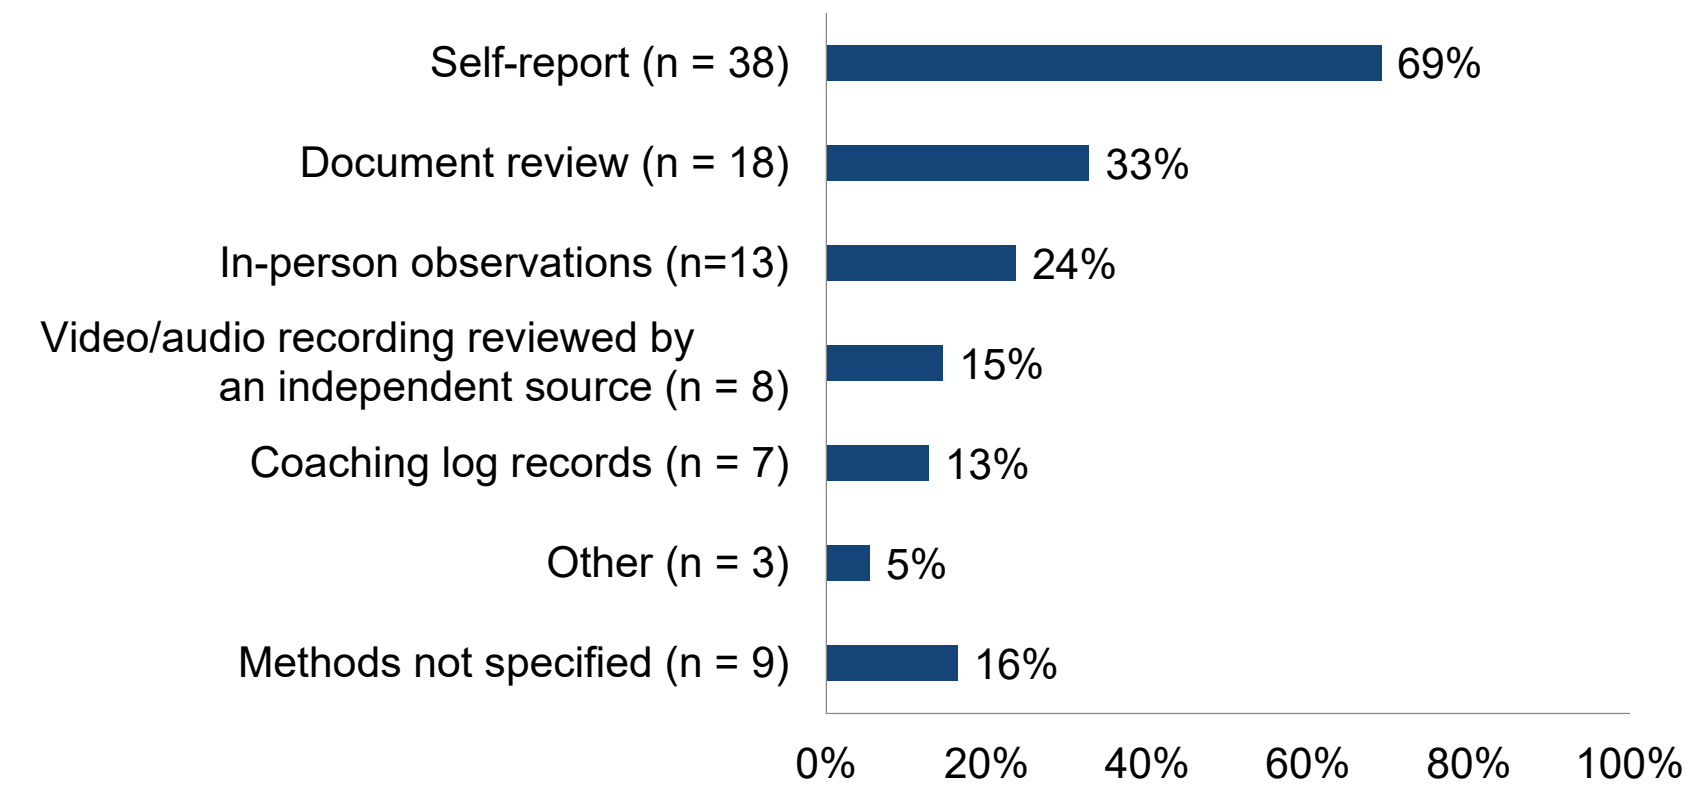 Self-report (n = 38)
69%
Document review (n = 18)
33%
In-person observations (n=13)
24%
Video/audio recording reviewed by
an independent source (n = 8)
15%
Coaching log records (n = 7)
13%
Other (n = 3)
5%
Methods not specified (n = 9)
16%
0% 20% 40% 60% 80% 100%